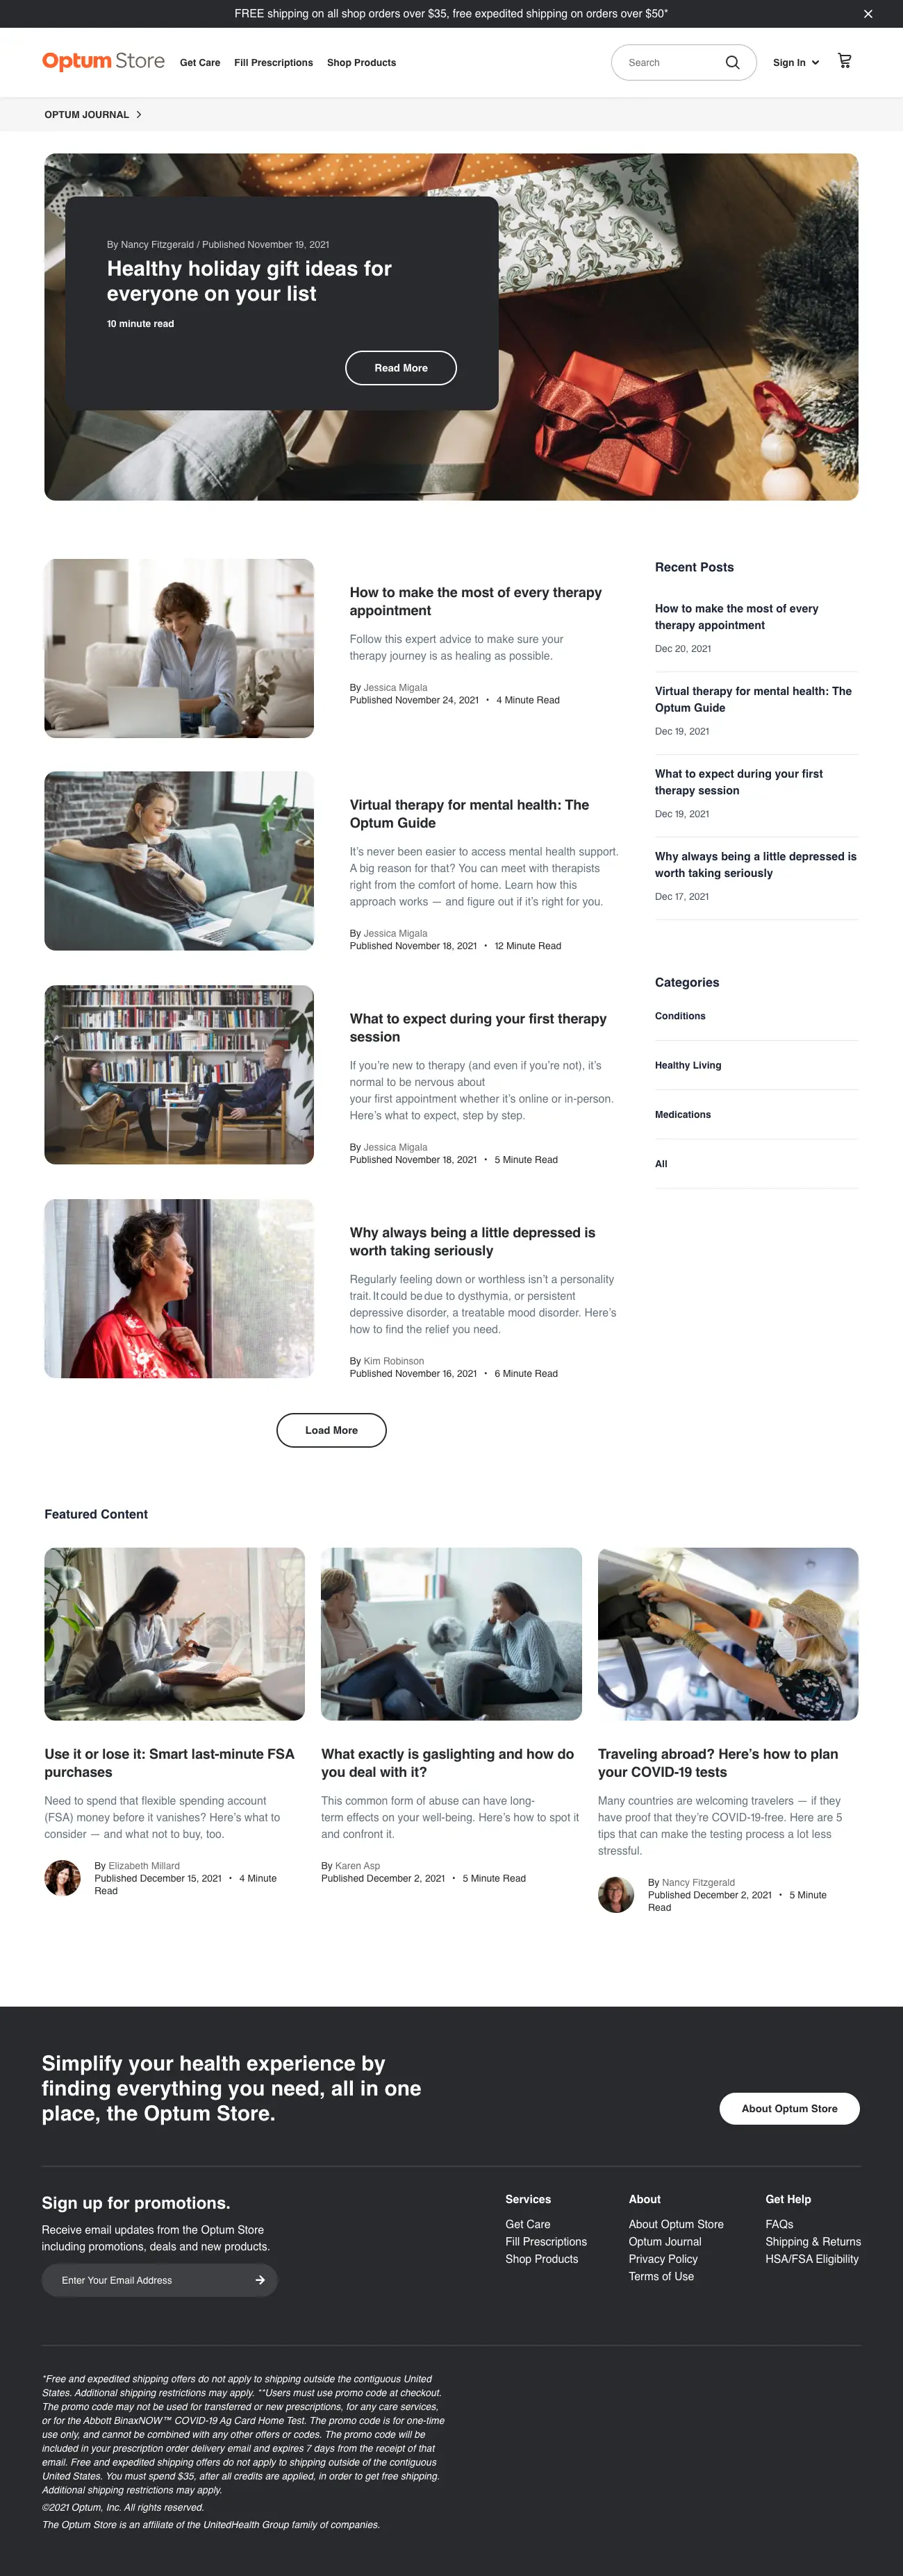 FREE shipping on all shop orders over $35, free expedited shipping on orders over $50*
Optum Store
Get Care
Fill Prescriptions
Shop Products
Search
Sign In
OPTUM JOURNAL
By Nancy Fitzgerald / Published November 19, 2021
Healthy holiday gift ideas for
everyone on your list
10 minute read
Read More
How to make the most of every therapy
appointment
Follow this expert advice to make sure your
therapy journey is as healing as possible.
By Jessica Migala
Published November 24, 2021 • 4 Minute Read
Virtual therapy for mental health: The
Optum Guide
It’s never been easier to access mental health support.
A big reason for that? You can meet with therapists
right from the comfort of home. Learn how this
approach works — and figure out if it’s right for you.
By Jessica Migala
Published November 18, 2021 • 12 Minute Read
What to expect during your first therapy
session
If you’re new to therapy (and even if you’re not), it’s
normal to be nervous about
your first appointment whether it’s online or in-person.
Here’s what to expect, step by step.
By Jessica Migala
Published November 18, 2021 • 5 Minute Read
Why always being a little depressed is
worth taking seriously
Regularly feeling down or worthless isn’t a personality
trait. It could be due to dysthymia, or persistent
depressive disorder, a treatable mood disorder. Here’s
how to find the relief you need.
By Kim Robinson
Published November 16, 2021 • 6 Minute Read
Load More
Recent Posts
How to make the most of every
therapy appointment
Dec 20, 2021
Virtual therapy for mental health: The
Optum Guide
Dec 19, 2021
What to expect during your first
therapy session
Dec 19, 2021
Why always being a little depressed is
worth taking seriously
Dec 17, 2021
Categories
Conditions
Healthy Living
Medications
All
Featured Content
Use it or lose it: Smart last-minute FSA
purchases
Need to spend that flexible spending account
(FSA) money before it vanishes? Here’s what to
consider — and what not to buy, too.
By Elizabeth Millard
Published December 15, 2021 • 4 Minute
Read
What exactly is gaslighting and how do
you deal with it?
This common form of abuse can have long-
term effects on your well-being. Here’s how to spot it
and confront it.
By Karen Asp
Published December 2, 2021 • 5 Minute Read
Traveling abroad? Here’s how to plan
your COVID-19 tests
Many countries are welcoming travelers — if they
have proof that they’re COVID-19-free. Here are 5
tips that can make the testing process a lot less
stressful.
By Nancy Fitzgerald
Published December 2, 2021 • 5 Minute
Read
Simplify your health experience by
finding everything you need, all in one
place, the Optum Store.
About Optum Store
Sign up for promotions.
Receive email updates from the Optum Store
including promotions, deals and new products.
Enter Your Email Address
Services
Get Care
Fill Prescriptions
Shop Products
About
About Optum Store
Optum Journal
Privacy Policy
Terms of Use
Get Help
FAQs
Shipping & Returns
HSA/FSA Eligibility
*Free and expedited shipping offers do not apply to shipping outside the contiguous United
States. Additional shipping restrictions may apply. **Users must use promo code at checkout.
The promo code may not be used for transferred or new prescriptions, for any care services,
or for the Abbott BinaxNOW™ COVID-19 Ag Card Home Test. The promo code is for one-time
use only, and cannot be combined with any other offers or codes. The promo code will be
included in your prescription order delivery email and expires 7 days from the receipt of that
email. Free and expedited shipping offers do not apply to shipping outside of the contiguous
United States. You must spend $35, after all credits are applied, in order to get free shipping.
Additional shipping restrictions may apply.
©2021 Optum, Inc. All rights reserved.
The Optum Store is an affiliate of the UnitedHealth Group family of companies.